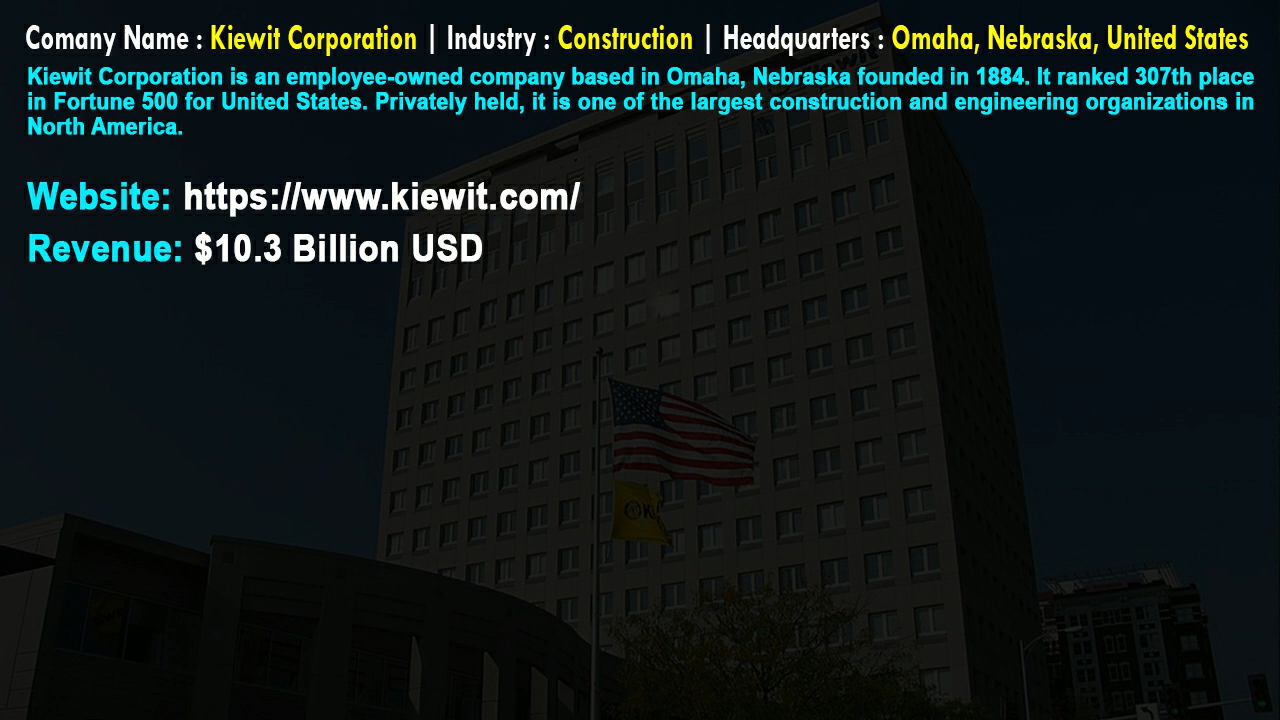 Comany Name : Kiewit Corporation | Industry : Construction | Headquarters : Omaha, Nebraska, United States
Kiewit Corporation is an employee-owned company based in Omaha, Nebraska founded in 1884. It ranked 307th place
in Fortune 500 for United States. Privately held, it is one of the largest construction and engineering organizations in
North America.
Website: https://www.kiewit.com/
Revenue: $10.3 Billion USD